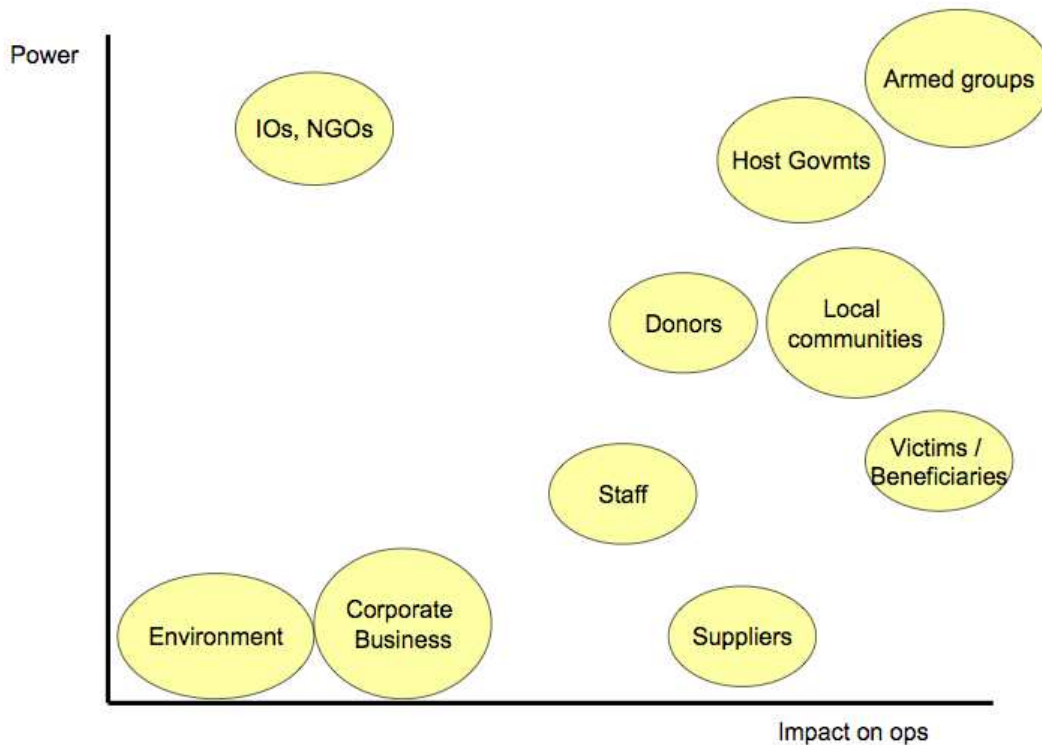 Power
Armed groups
IOs, NGOs
Host Govmts
Donors
Local
communities
Victims /
Beneficiaries
Staff
Corporate
Business
Environment
Suppliers
Impact on ops